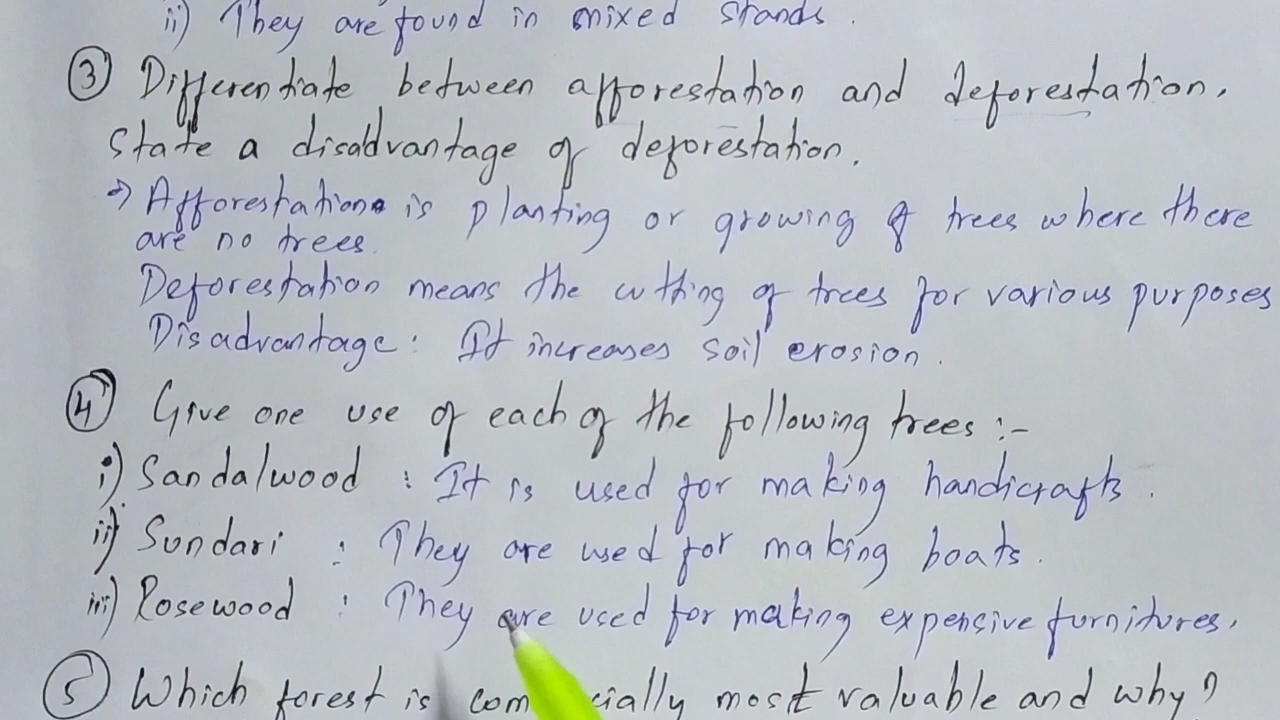 ii) They are found in mixed stands.
③ Differentiate between afforestation and deforestation.
State a disadvantage of deforestation.
→ Afforestation is planting or growing of trees where there
are no trees.
Deforestation means the cutting of trees for various purposes
Disadvantage: It increases soil erosion.
④ Give one use of each of the following trees :-
i) Sandalwood : It is used for making handicrafts.
ii) Sundari : They are used for making boats.
iii) Rosewood : They are used for making expensive furnitures.
⑤ Which forest is most valuable and why?